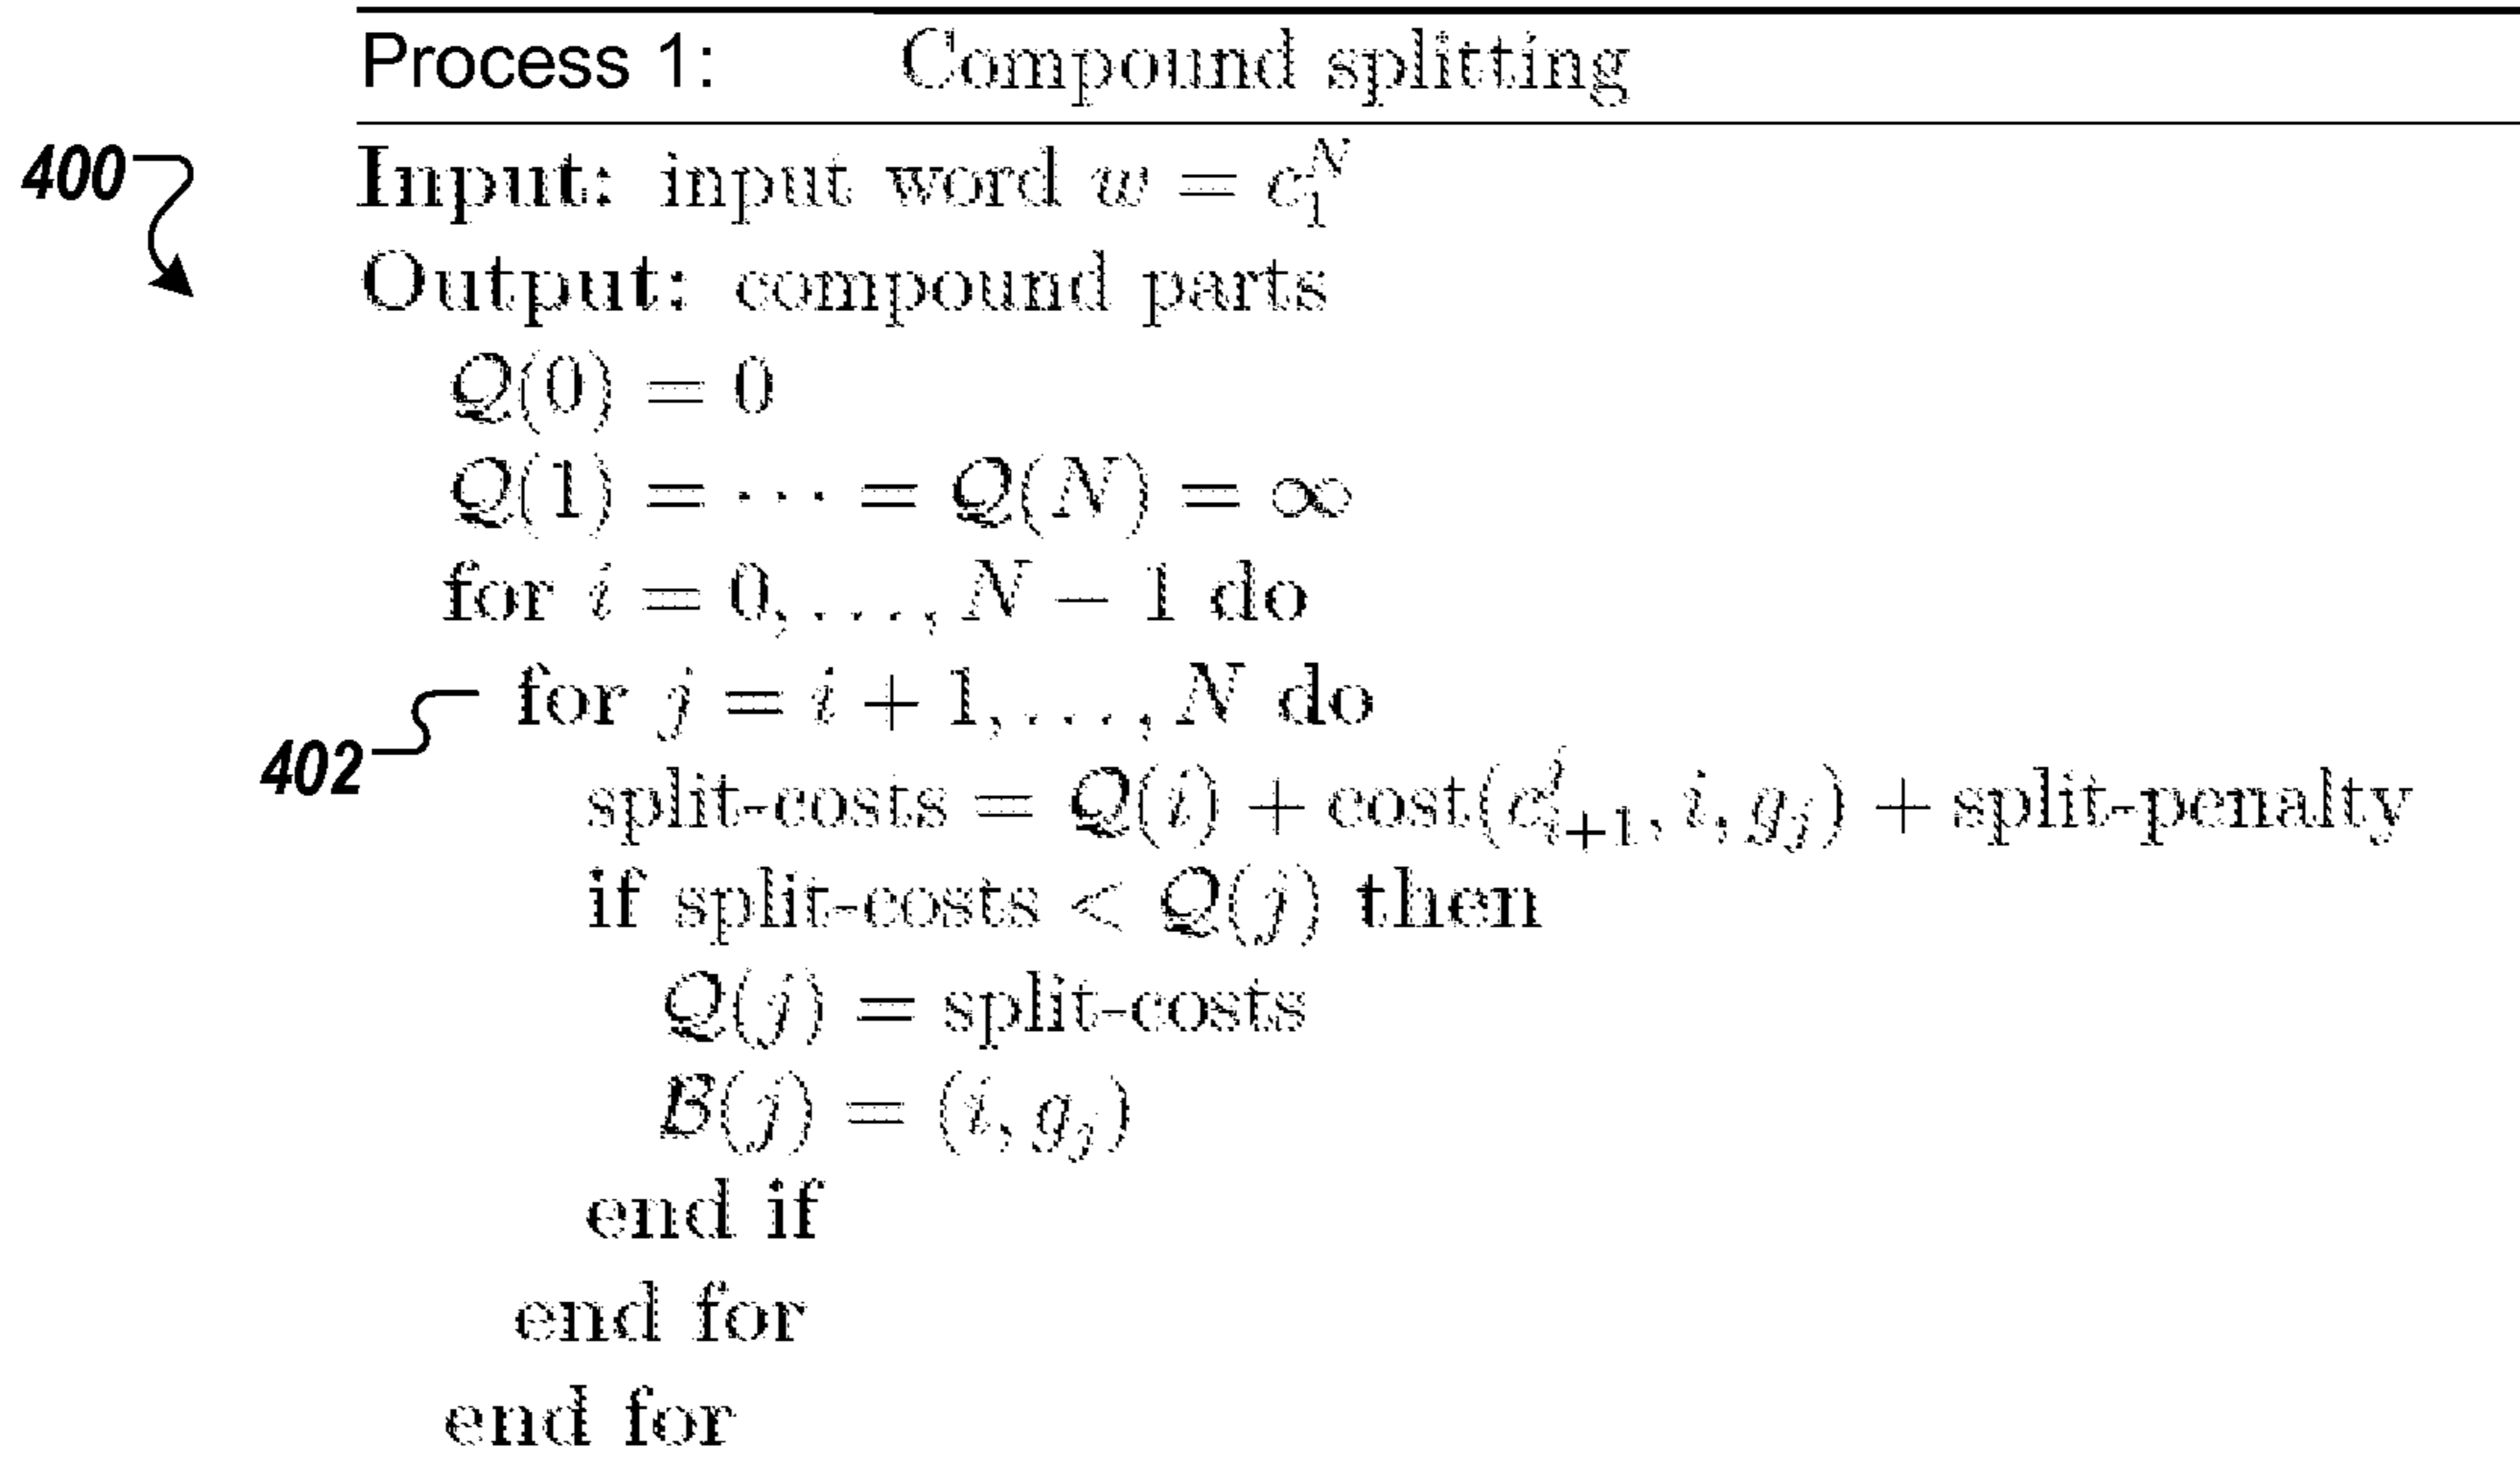 Process 1: Compound splitting
400
Input: input word w = c_1^N
Output: compound parts
Q(0) = 0
Q(1) = ··· = Q(N) = ∞
for i = 0, . . . , N − 1 do
for j = i + 1, . . . , N do
402
split-costs = Q(i) + cost(c_{i+1}^j, i, g_j) + split-penalty
if split-costs < Q(j) then
Q(j) = split-costs
B(j) = (i, g_j)
end if
end for
end for